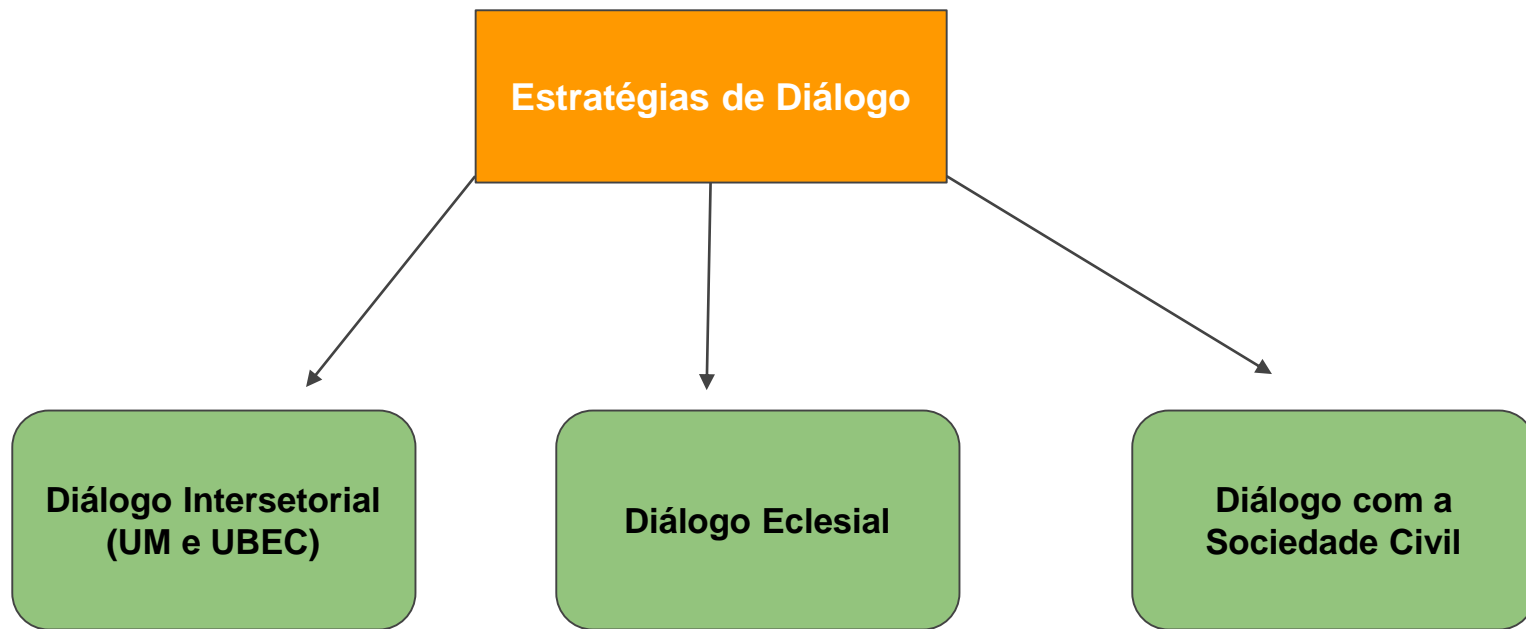 Estratégias de Diálogo
Diálogo Intersetorial
(UM e UBEC)
Diálogo Eclesial
Diálogo com a
Sociedade Civil